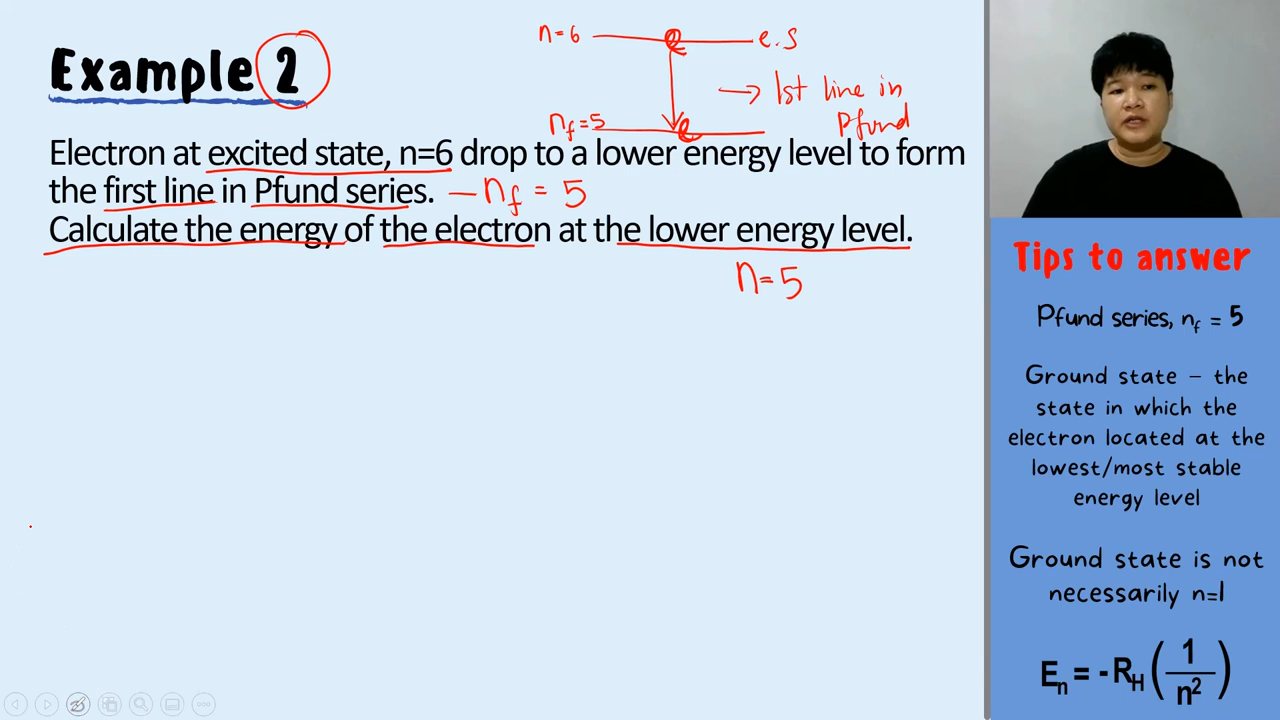 Example 2
n=6
e.s
→ 1st line in
Pfund
nf=5
Electron at excited state, n=6 drop to a lower energy level to form
the first line in Pfund series. — nf = 5
Calculate the energy of the electron at the lower energy level.
n=5
Tips to answer
Pfund series, nf = 5
Ground state – the
state in which the
electron located at the
lowest/most stable
energy level
Ground state is not
necessarily n=1
En = -RH (1/n²)